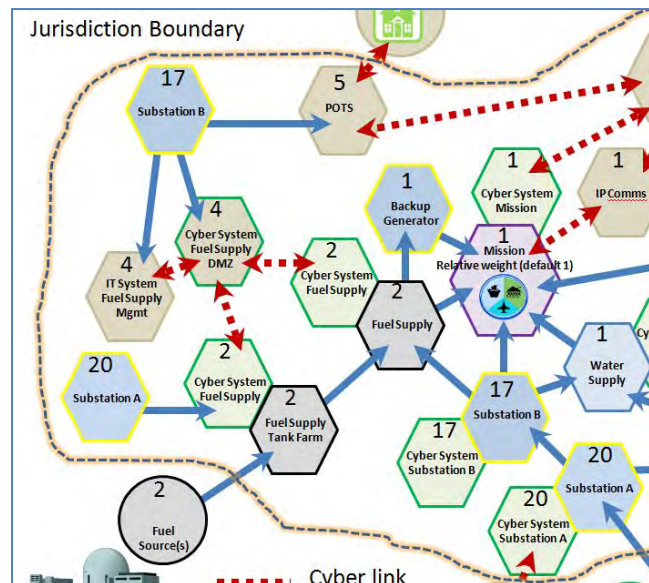 Jurisdiction Boundary
17
Substation B
5
POTS
1
Cyber System
Mission
1
IP Comms
1
Backup
Generator
4
Cyber System
Fuel Supply
DMZ
4
IT System
Fuel Supply
Mgmt
2
Cyber System
Fuel Supply
1
Mission
Relative weight (default 1)
2
Fuel Supply
1
Water
Supply
20
Substation A
2
Cyber System
Fuel Supply
2
Fuel Supply
Tank Farm
17
Substation B
17
Cyber System
Substation B
20
Substation A
20
Cyber System
Substation A
2
Fuel
Source(s)
Cyber link